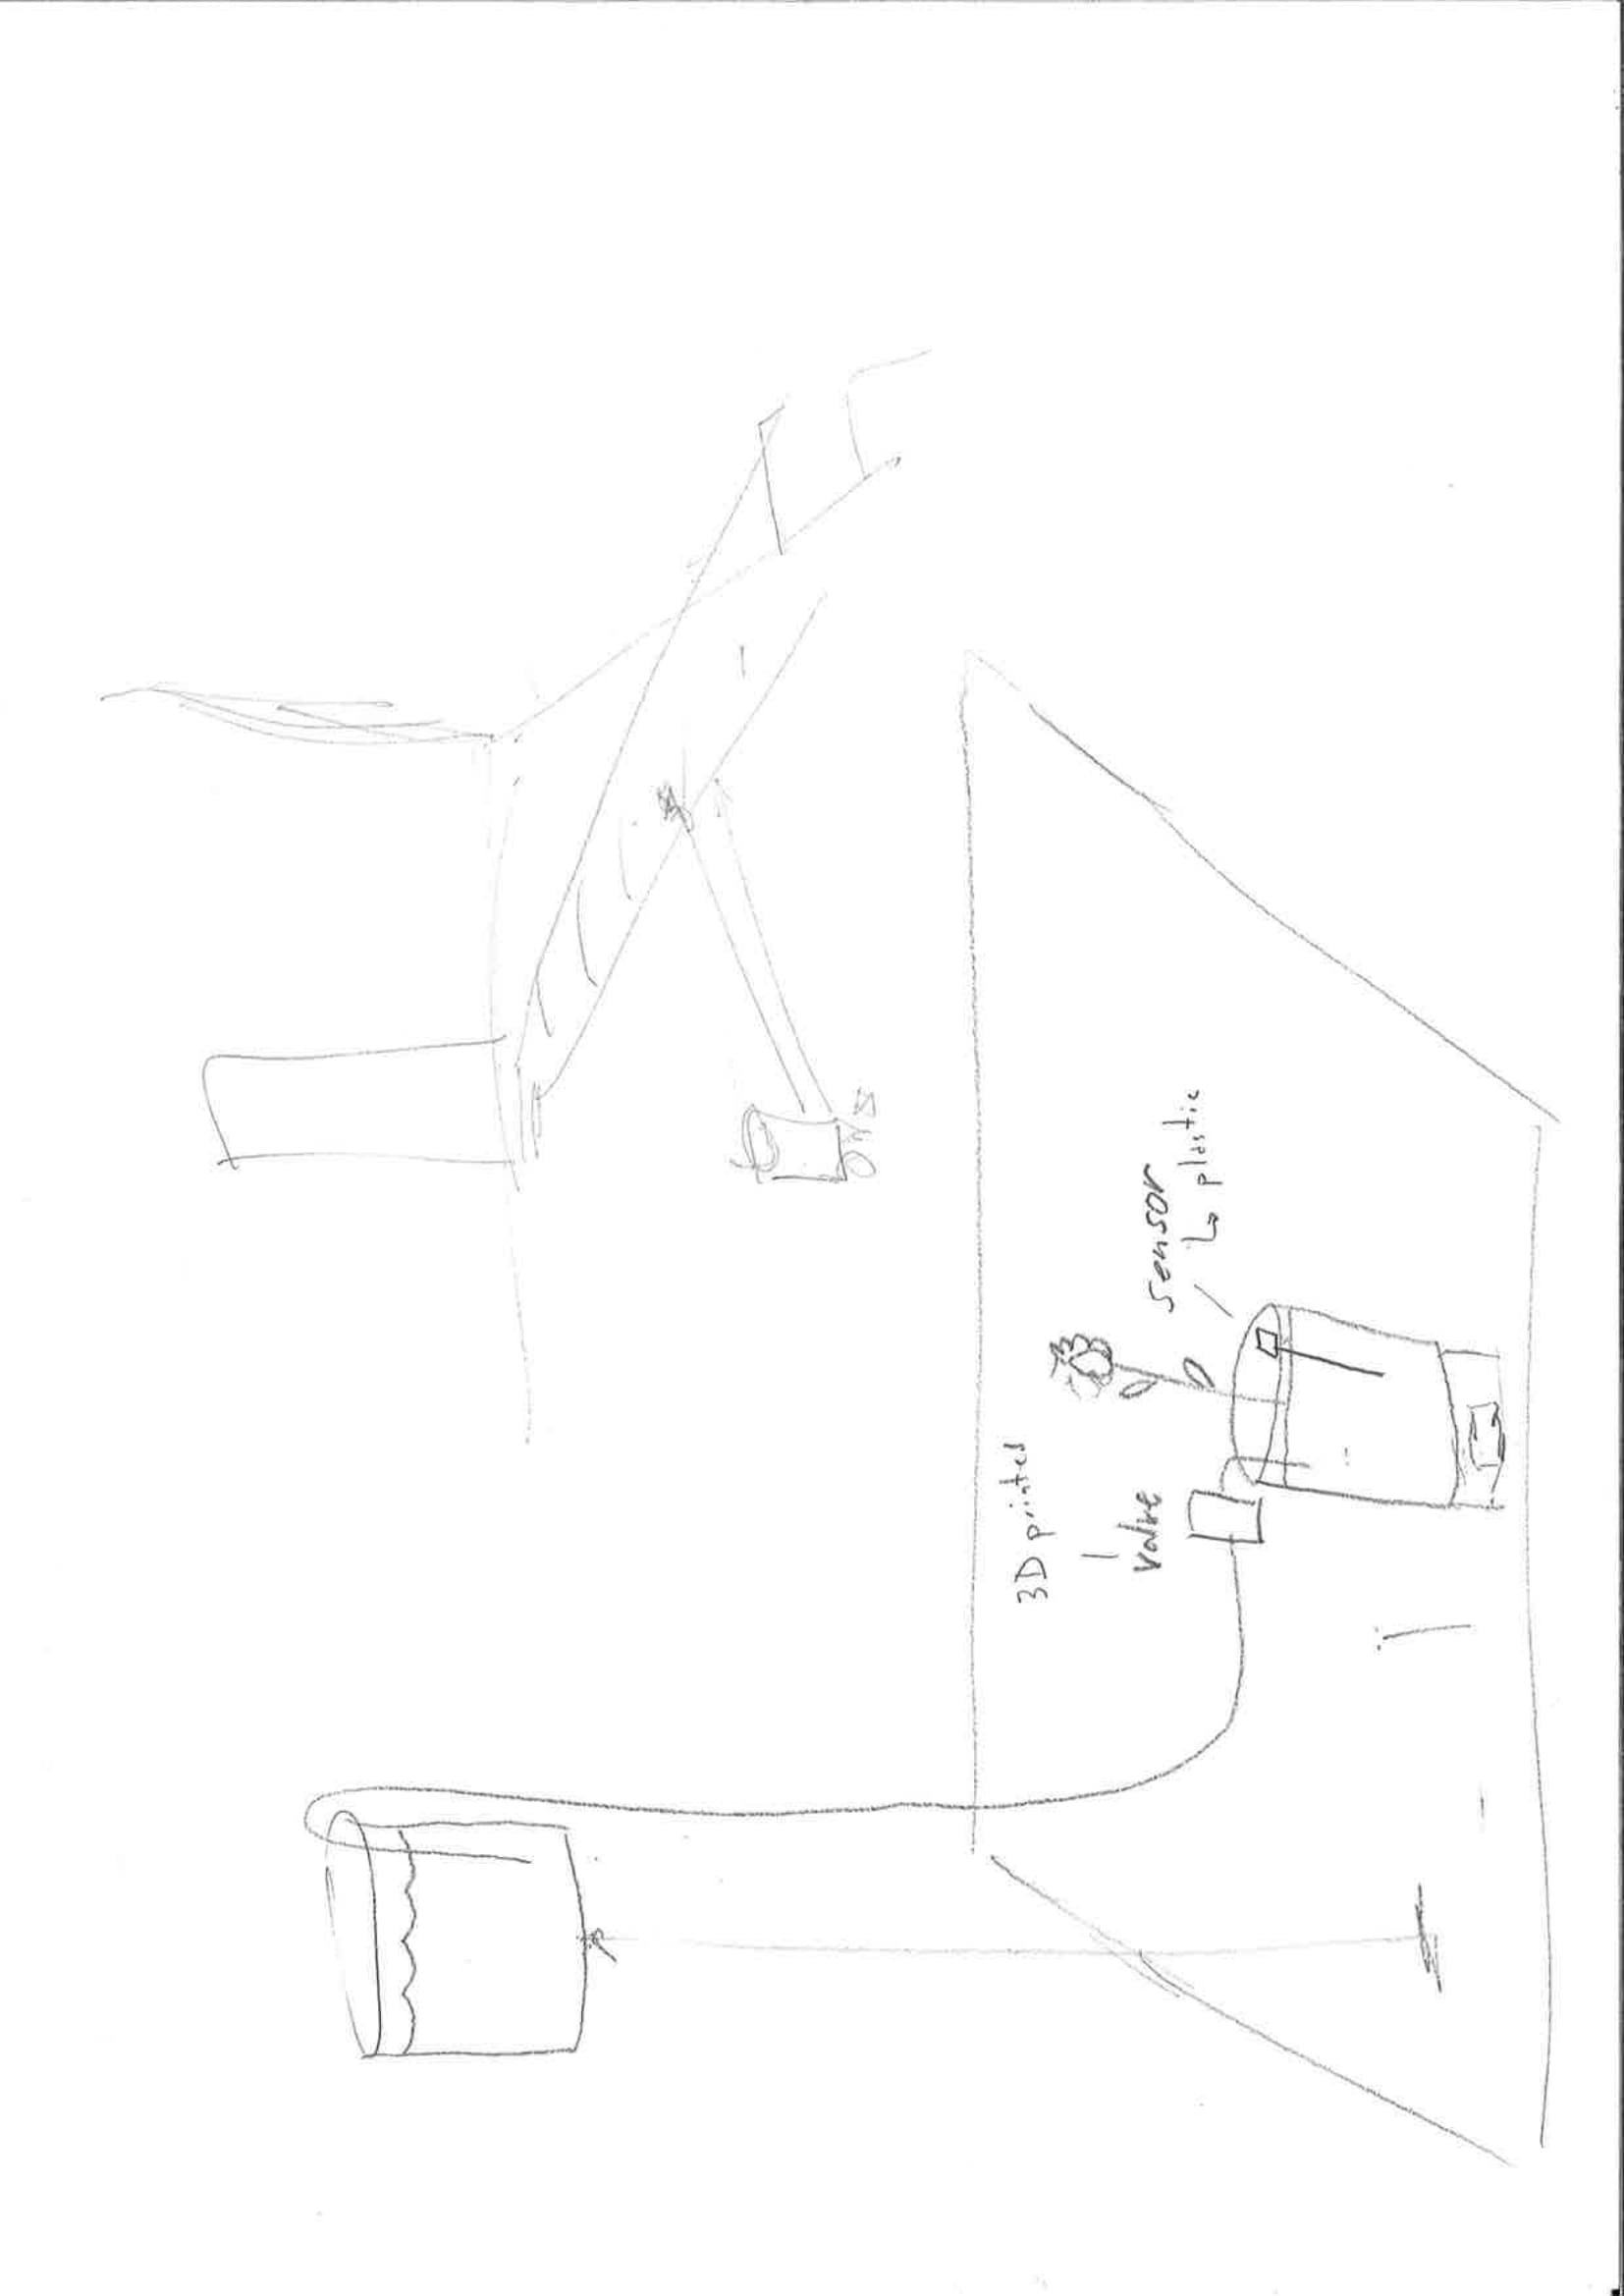 3D printed
valve
sensor
↳ plastic